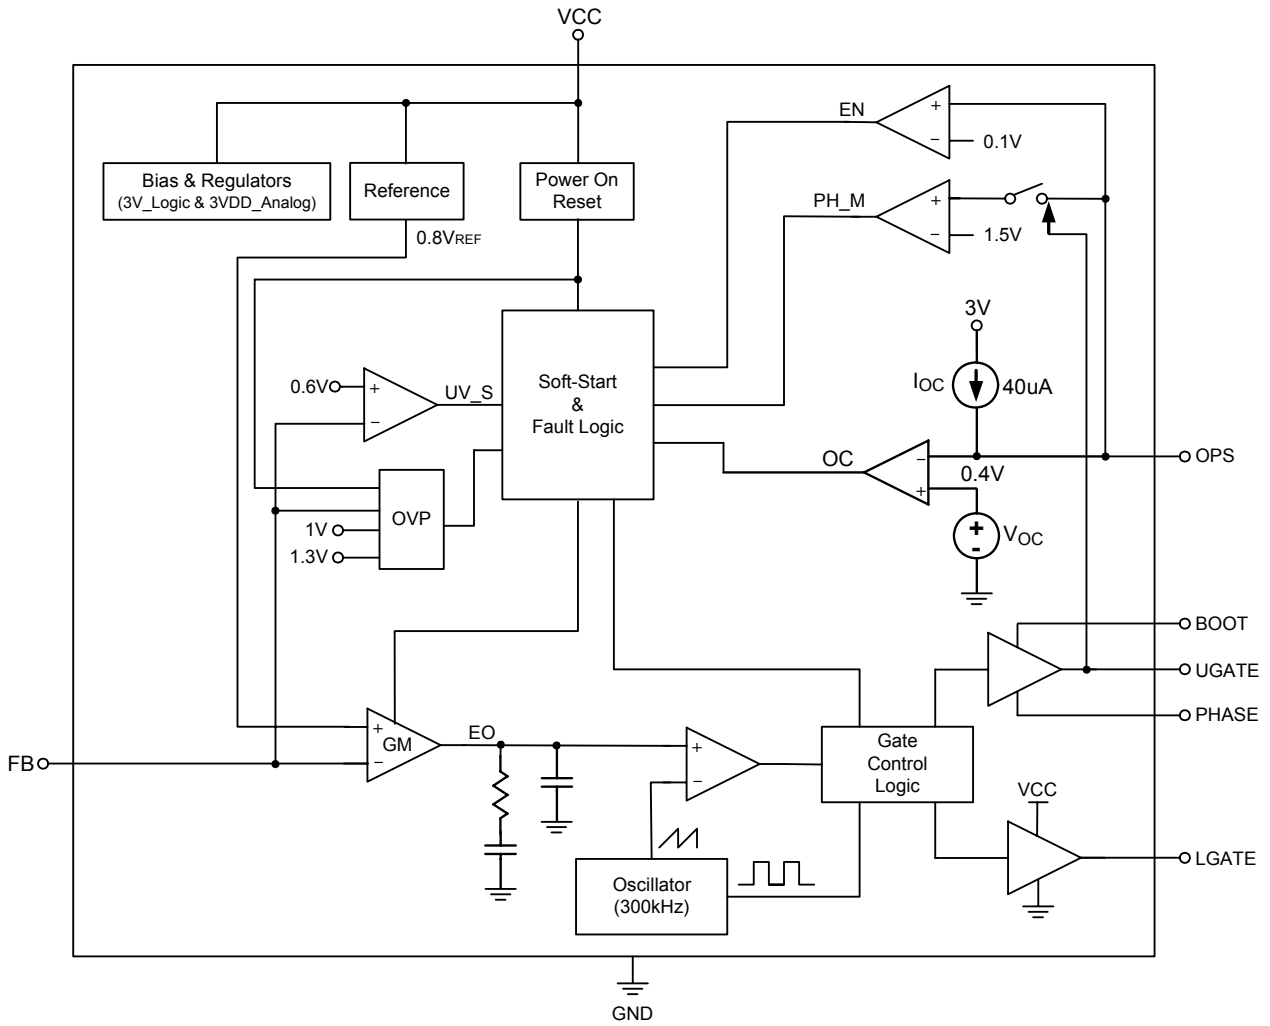 VCC
EN
+
−
0.1V
Bias & Regulators
(3V_Logic & 3VDD_Analog)
Reference
Power On
Reset
PH_M
+
−
1.5V
0.8VREF
3V
IOC
40uA
0.6V
+
−
UV_S
Soft-Start
&
Fault Logic
OC
−
+
0.4V
OPS
OVP
1V
1.3V
+
-
VOC
BOOT
UGATE
PHASE
FB
+
−
GM
EO
+
−
Gate
Control
Logic
VCC
LGATE
Oscillator
(300kHz)
GND